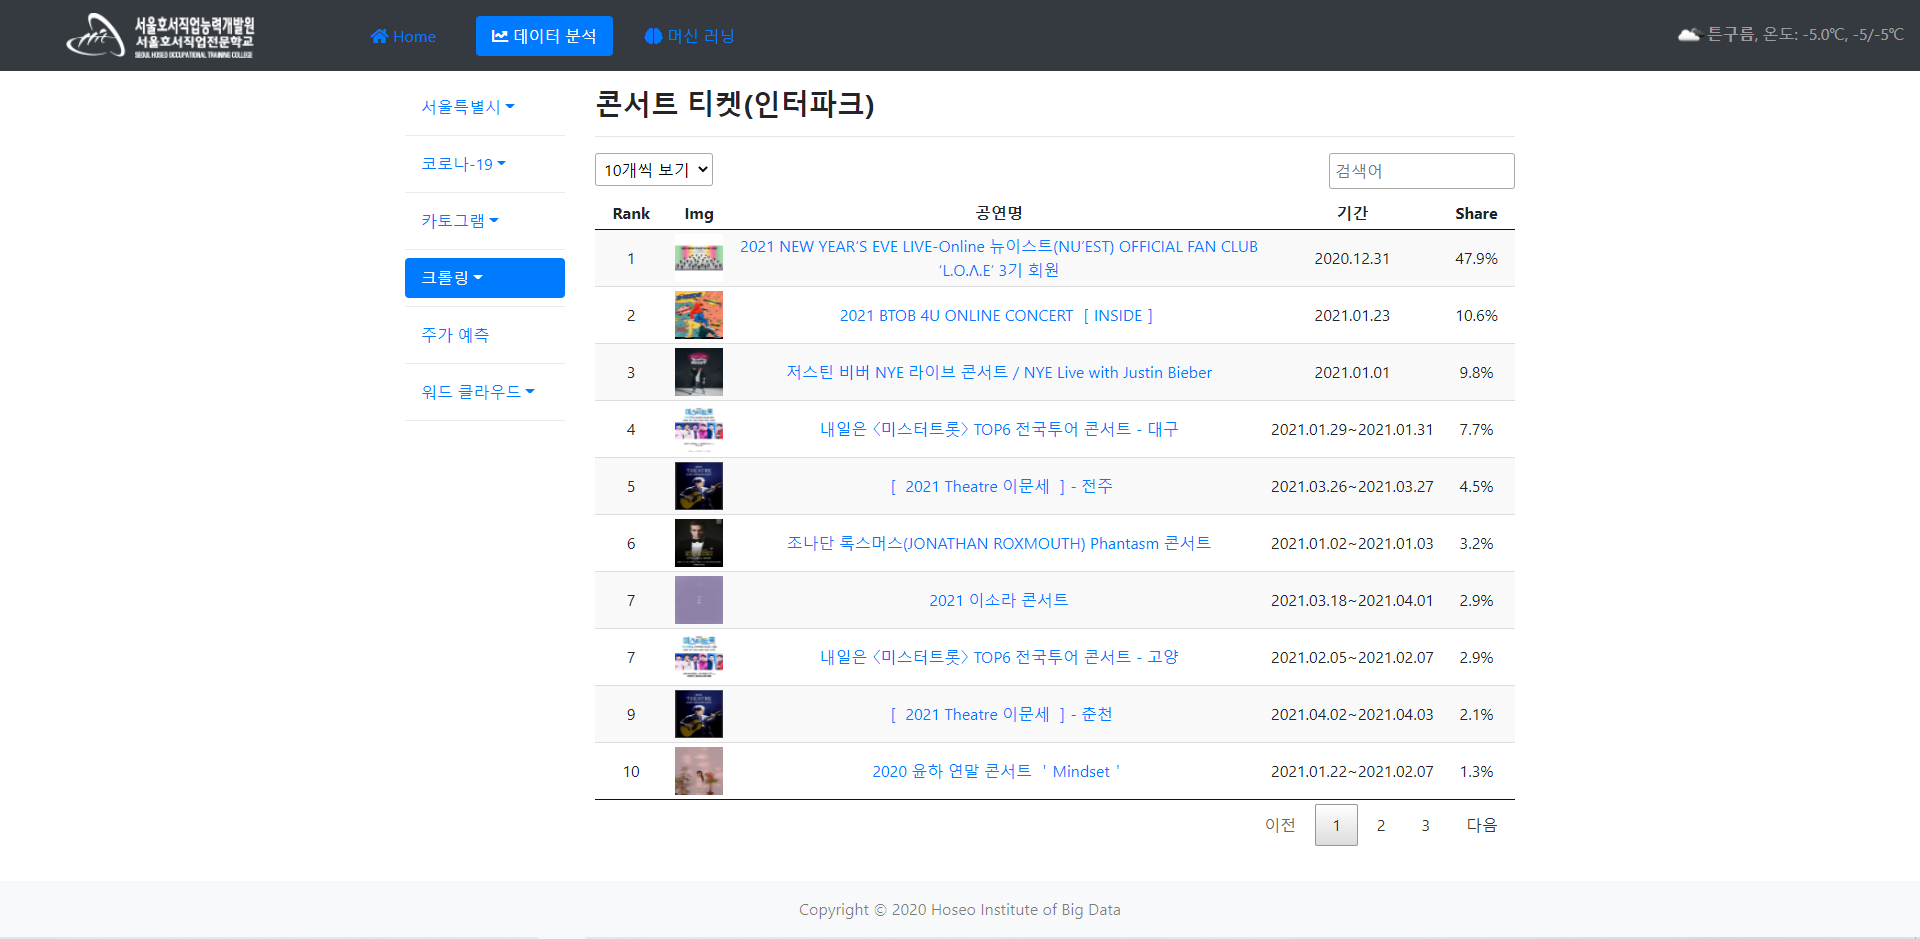 서울호서직업능력개발원
서울호서직업전문학교
SEOUL HOSEO OCCUPATIONAL TRAINING COLLEGE
Home
데이터 분석
머신 러닝
튼구름, 온도: -5.0℃, -5/-5℃
서울특별시
코로나-19
카토그램
크롤링
주가 예측
워드 클라우드
콘서트 티켓(인터파크)
10개씩 보기
검색어
Rank Img 공연명 기간 Share
1 2021 NEW YEAR'S EVE LIVE-Online 뉴이스트(NU'EST) OFFICIAL FAN CLUB 2020.12.31 47.9%
‘L.O.Λ.E’ 3기 회원
2 2021 BTOB 4U ONLINE CONCERT [ INSIDE ] 2021.01.23 10.6%
3 저스틴 비버 NYE 라이브 콘서트 / NYE Live with Justin Bieber 2021.01.01 9.8%
4 내일은 〈미스터트롯〉 TOP6 전국투어 콘서트 - 대구 2021.01.29~2021.01.31 7.7%
5 [ 2021 Theatre 이문세 ] - 전주 2021.03.26~2021.03.27 4.5%
6 조나단 록스머스(JONATHAN ROXMOUTH) Phantasm 콘서트 2021.01.02~2021.01.03 3.2%
7 2021 이소라 콘서트 2021.03.18~2021.04.01 2.9%
7 내일은 〈미스터트롯〉 TOP6 전국투어 콘서트 - 고양 2021.02.05~2021.02.07 2.9%
9 [ 2021 Theatre 이문세 ] - 춘천 2021.04.02~2021.04.03 2.1%
10 2020 윤하 연말 콘서트 ' Mindset ' 2021.01.22~2021.02.07 1.3%
이전 1 2 3 다음
Copyright © 2020 Hoseo Institute of Big Data